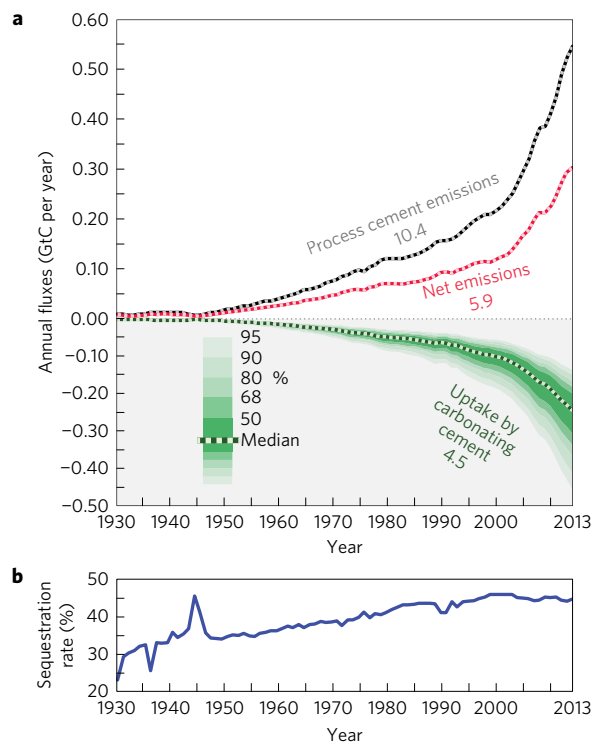 a
0.60
0.50
0.40
0.30
0.20
0.10
0.00
−0.10
−0.20
−0.30
−0.40
−0.50
Annual fluxes (GtC per year)
Process cement emissions
10.4
Net emissions
5.9
95
90
80 %
68
50
Median
Uptake by
carbonating
cement
4.5
1930 1940 1950 1960 1970 1980 1990 2000 2013
Year
b
50
40
30
20
Sequestration
rate (%)
1930 1940 1950 1960 1970 1980 1990 2000 2013
Year